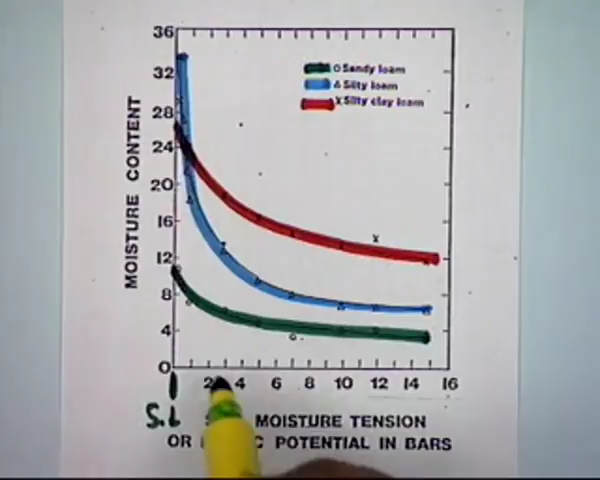 36
32
28
24
20
16
12
8
4
0
MOISTURE CONTENT
o Sandy loam
Δ Silty loam
x Silty clay loam
2 4 6 8 10 12 14 16
S.L
MOISTURE TENSION
OR POTENTIAL IN BARS